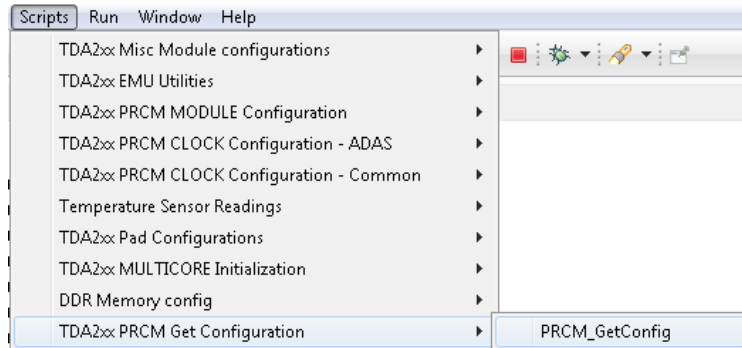 Scripts Run Window Help
TDA2xx Misc Module configurations
TDA2xx EMU Utilities
TDA2xx PRCM MODULE Configuration
TDA2xx PRCM CLOCK Configuration - ADAS
TDA2xx PRCM CLOCK Configuration - Common
Temperature Sensor Readings
TDA2xx Pad Configurations
TDA2xx MULTICORE Initialization
DDR Memory config
TDA2xx PRCM Get Configuration PRCM_GetConfig